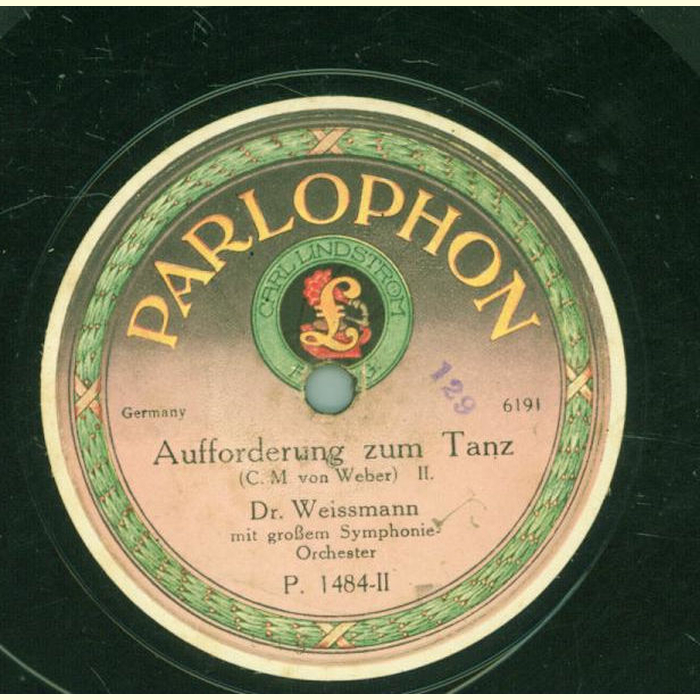 PARLOPHON
CARL LINDSTROM
£
129
Germany
6191
Aufforderung zum Tanz
(C. M von Weber) II.
Dr. Weissmann
mit großem Symphonie-
Orchester
P. 1484-II